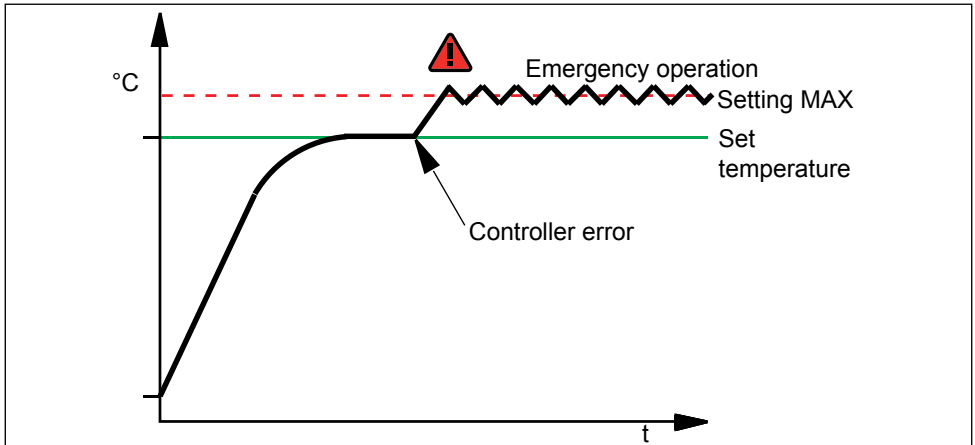 Emergency operation
°C
Setting MAX
Set
temperature
Controller error
t